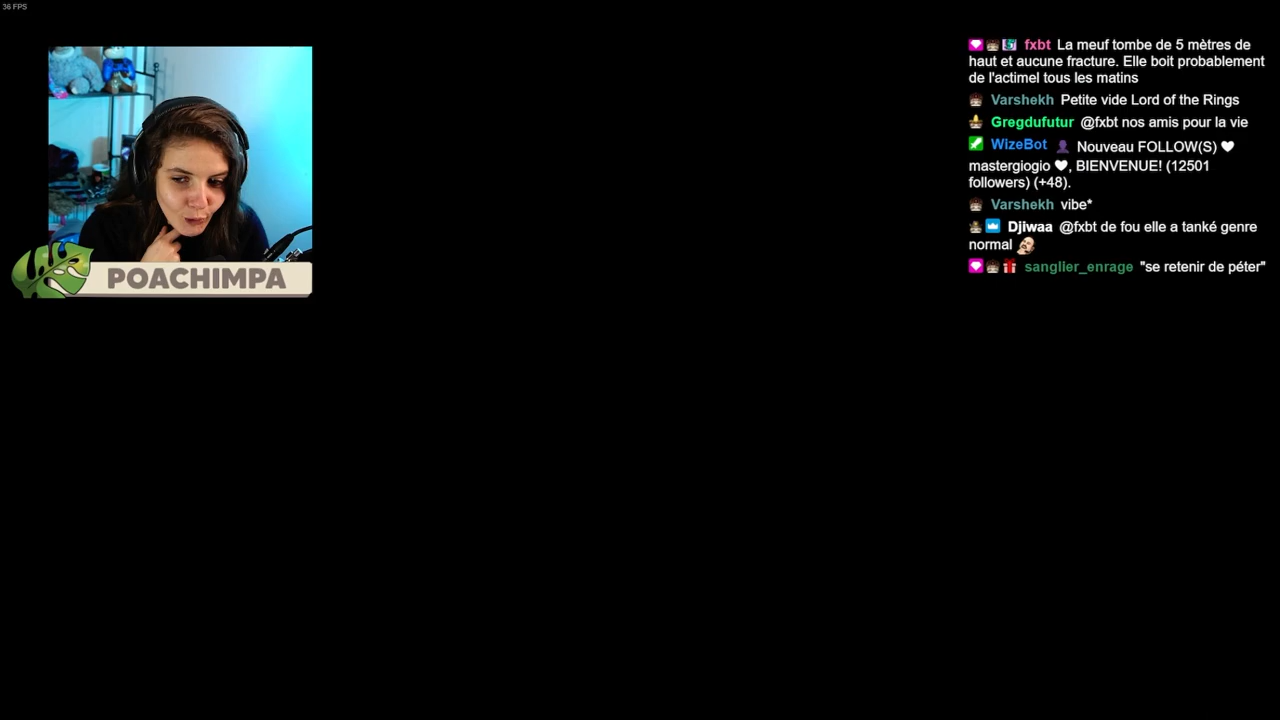 36 FPS
POACHIMPA
fxbt La meuf tombe de 5 mètres de
haut et aucune fracture. Elle boit probablement
de l'actimel tous les matins
Varshekh Petite vide Lord of the Rings
Gregdufutur @fxbt nos amis pour la vie
WizeBot Nouveau FOLLOW(S)
mastergiogio, BIENVENUE! (12501
followers) (+48).
Varshekh vibe*
Djiwaa @fxbt de fou elle a tanké genre
normal
sanglier_enrage "se retenir de péter"